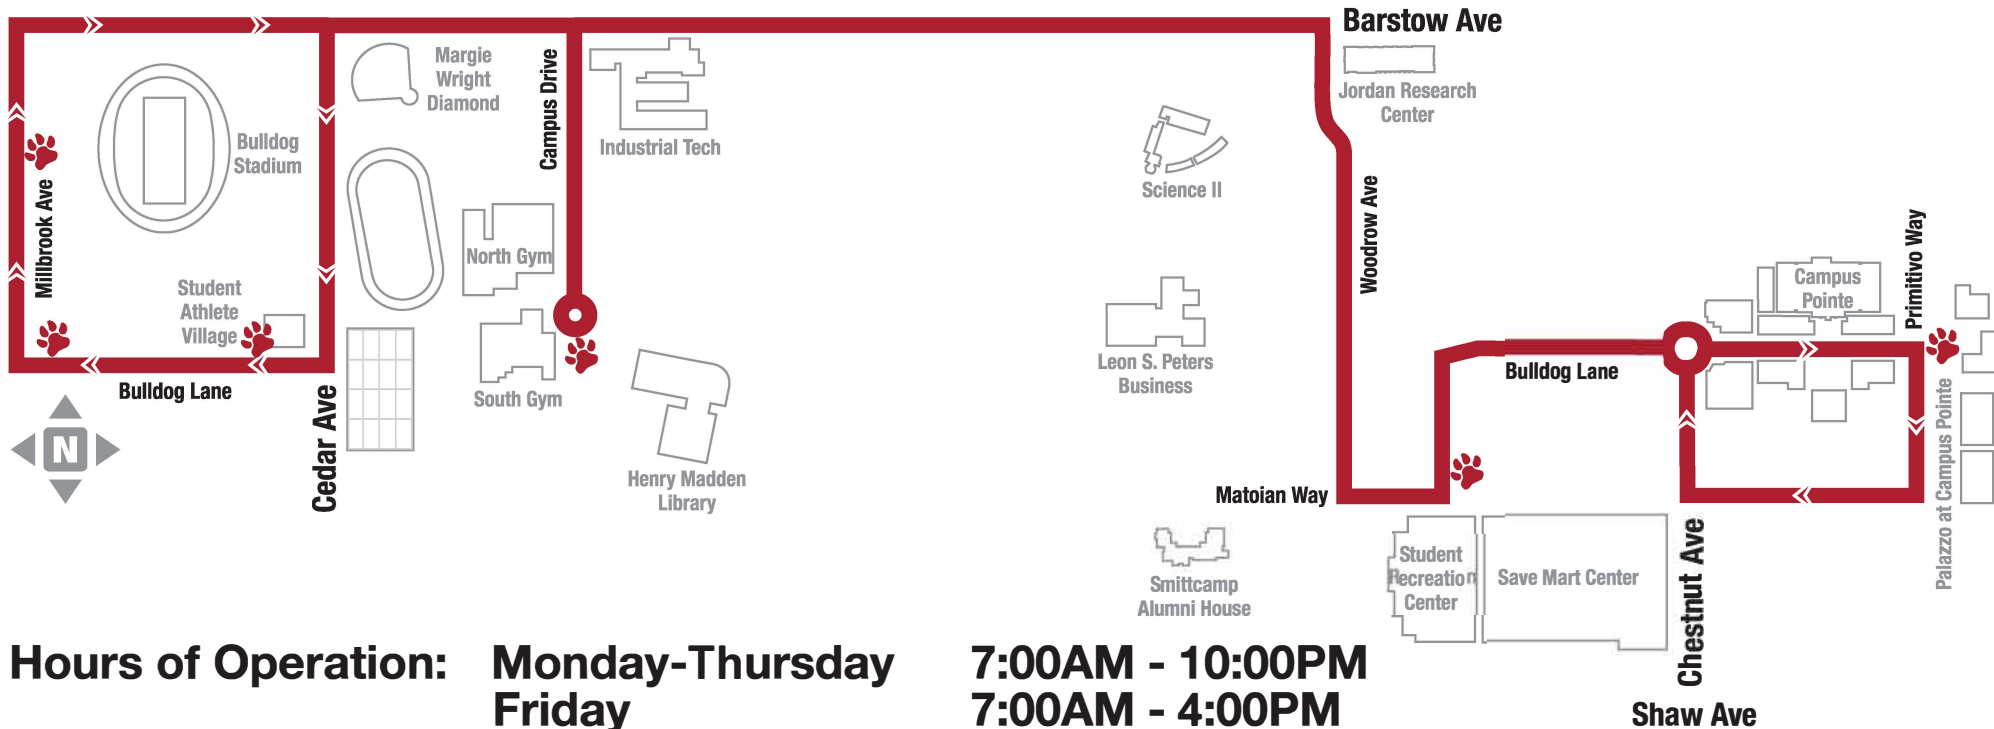 Barstow Ave
Margie
Wright
Diamond
Campus Drive
Industrial Tech
Jordan Research
Center
Bulldog
Stadium
Millbrook Ave
Science II
Woodrow Ave
North Gym
Student
Athlete
Village
Primitivo Way
Campus
Pointe
Bulldog Lane
Cedar Ave
South Gym
Leon S. Peters
Business
Bulldog Lane
Palazzo at Campus Pointe
N
Henry Madden
Library
Matoian Way
Smittcamp
Alumni House
Student
Recreation
Center
Save Mart Center
Chestnut Ave
Shaw Ave
Hours of Operation: Monday-Thursday 7:00AM - 10:00PM
Friday 7:00AM - 4:00PM